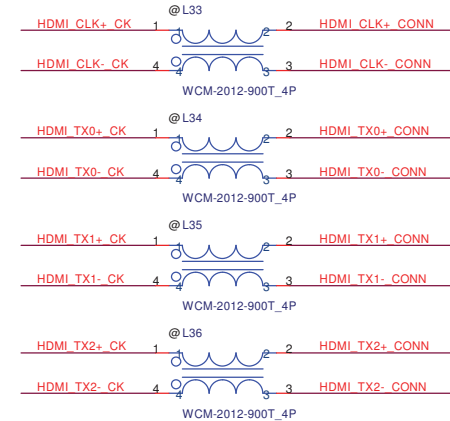 @ L33
HDMI_CLK+_CK 1 1 2 2 HDMI_CLK+_CONN
HDMI_CLK-_CK 4 4 3 3 HDMI_CLK-_CONN
WCM-2012-900T_4P
@ L34
HDMI_TX0+_CK 1 1 2 2 HDMI_TX0+_CONN
HDMI_TX0-_CK 4 4 3 3 HDMI_TX0-_CONN
WCM-2012-900T_4P
@ L35
HDMI_TX1+_CK 1 1 2 2 HDMI_TX1+_CONN
HDMI_TX1-_CK 4 4 3 3 HDMI_TX1-_CONN
WCM-2012-900T_4P
@ L36
HDMI_TX2+_CK 1 1 2 2 HDMI_TX2+_CONN
HDMI_TX2-_CK 4 4 3 3 HDMI_TX2-_CONN
WCM-2012-900T_4P